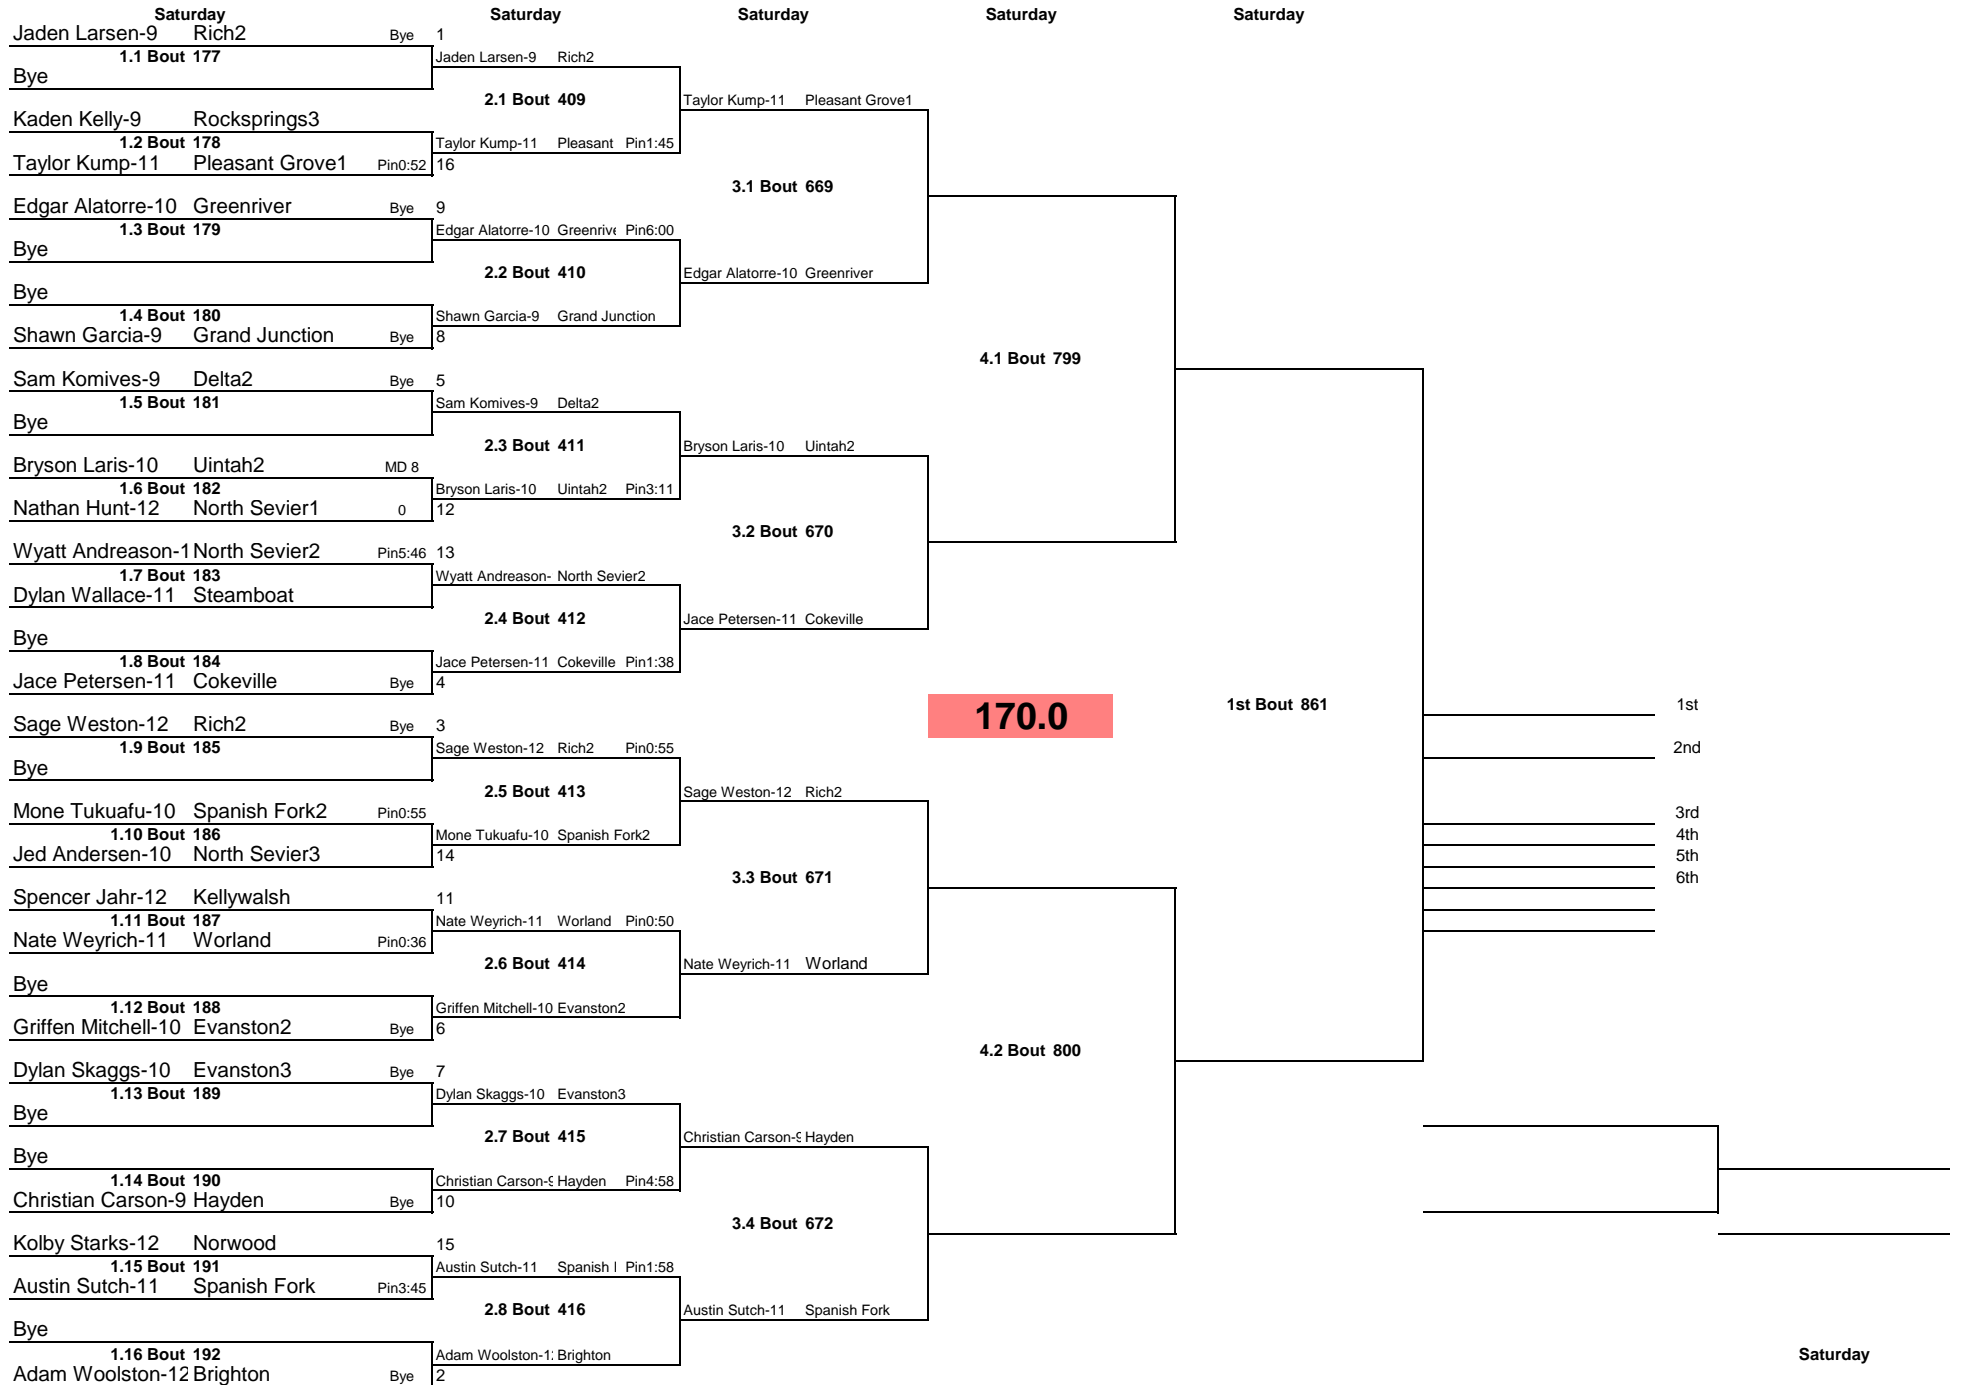 Saturday Saturday Saturday Saturday Saturday
Jaden Larsen-9 Rich2 Bye 1
1.1 Bout 177 Jaden Larsen-9 Rich2
Bye
2.1 Bout 409 Taylor Kump-11 Pleasant Grove1
Kaden Kelly-9 Rocksprings3
1.2 Bout 178 Taylor Kump-11 Pleasant Pin1:45
Taylor Kump-11 Pleasant Grove1 Pin0:52 16
3.1 Bout 669
Edgar Alatorre-10 Greenriver Bye 9
1.3 Bout 179 Edgar Alatorre-10 Greenrive Pin6:00
Bye
2.2 Bout 410 Edgar Alatorre-10 Greenriver
Bye
1.4 Bout 180 Shawn Garcia-9 Grand Junction
Shawn Garcia-9 Grand Junction Bye 8
4.1 Bout 799
Sam Komives-9 Delta2 Bye 5
1.5 Bout 181 Sam Komives-9 Delta2
Bye
2.3 Bout 411 Bryson Laris-10 Uintah2
Bryson Laris-10 Uintah2 MD 8
1.6 Bout 182 Bryson Laris-10 Uintah2 Pin3:11
Nathan Hunt-12 North Sevier1 0 12
3.2 Bout 670
Wyatt Andreason-1 North Sevier2 Pin5:46 13
1.7 Bout 183 Wyatt Andreason- North Sevier2
Dylan Wallace-11 Steamboat
2.4 Bout 412 Jace Petersen-11 Cokeville
Bye
1.8 Bout 184 Jace Petersen-11 Cokeville Pin1:38
Jace Petersen-11 Cokeville Bye 4
170.0 1st Bout 861 1st
Sage Weston-12 Rich2 Bye 3
1.9 Bout 185 Sage Weston-12 Rich2 Pin0:55 2nd
Bye
2.5 Bout 413 Sage Weston-12 Rich2
Mone Tukuafu-10 Spanish Fork2 Pin0:55 3rd
1.10 Bout 186 Mone Tukuafu-10 Spanish Fork2 4th
Jed Andersen-10 North Sevier3 14 5th
3.3 Bout 671 6th
Spencer Jahr-12 Kellywalsh 11
1.11 Bout 187 Nate Weyrich-11 Worland Pin0:50
Nate Weyrich-11 Worland Pin0:36
2.6 Bout 414 Nate Weyrich-11 Worland
Bye
1.12 Bout 188 Griffen Mitchell-10 Evanston2
Griffen Mitchell-10 Evanston2 Bye 6
4.2 Bout 800
Dylan Skaggs-10 Evanston3 Bye 7
1.13 Bout 189 Dylan Skaggs-10 Evanston3
Bye
2.7 Bout 415 Christian Carson-9 Hayden
Bye
1.14 Bout 190 Christian Carson-9 Hayden Pin4:58
Christian Carson-9 Hayden Bye 10
3.4 Bout 672
Kolby Starks-12 Norwood 15
1.15 Bout 191 Austin Sutch-11 Spanish Pin1:58
Austin Sutch-11 Spanish Fork Pin3:45
2.8 Bout 416 Austin Sutch-11 Spanish Fork
Bye
1.16 Bout 192 Adam Woolston-1 Brighton Saturday
Adam Woolston-12 Brighton Bye 2